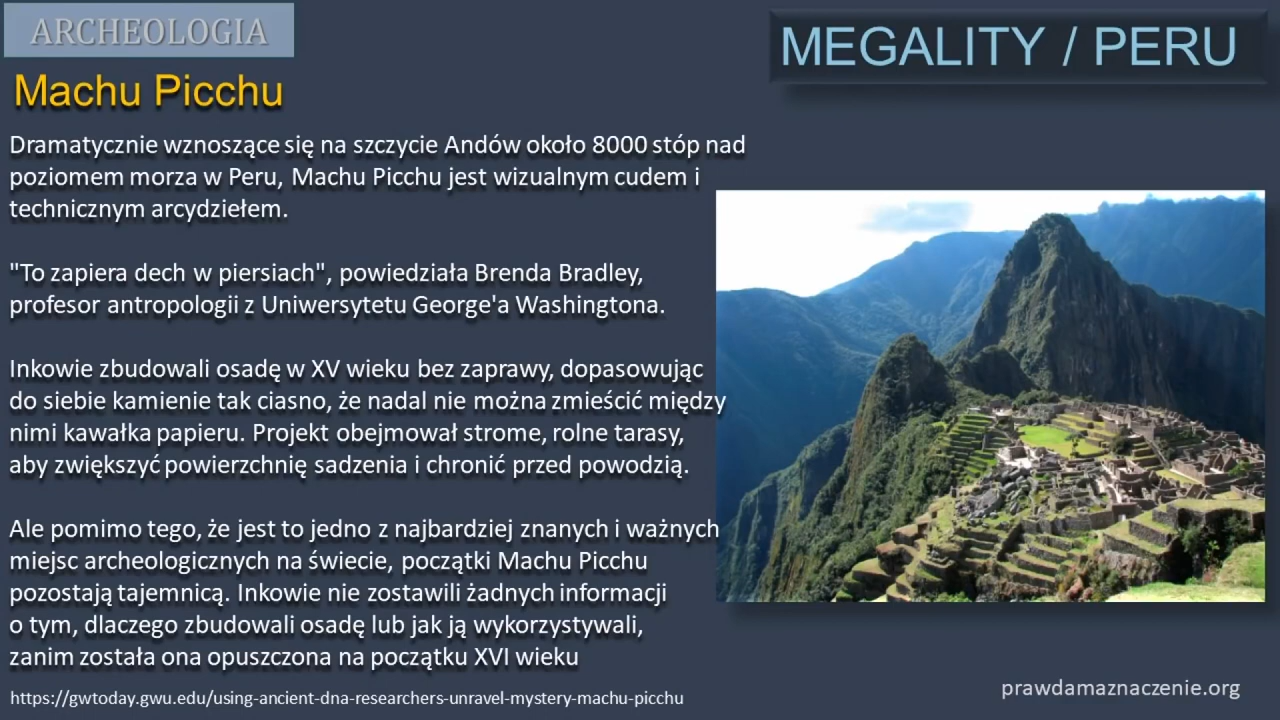 ARCHEOLOGIA
MEGALITY / PERU
Machu Picchu
Dramatycznie wznoszące się na szczycie Andów około 8000 stóp nad
poziomem morza w Peru, Machu Picchu jest wizualnym cudem i
technicznym arcydziełem.
"To zapiera dech w piersiach", powiedziała Brenda Bradley,
profesor antropologii z Uniwersytetu George'a Washingtona.
Inkowie zbudowali osadę w XV wieku bez zaprawy, dopasowując
do siebie kamienie tak ciasno, że nadal nie można zmieścić między
nimi kawałka papieru. Projekt obejmował strome, rolne tarasy,
aby zwiększyć powierzchnię sadzenia i chronić przed powodzią.
Ale pomimo tego, że jest to jedno z najbardziej znanych i ważnych
miejsc archeologicznych na świecie, początki Machu Picchu
pozostają tajemnicą. Inkowie nie zostawili żadnych informacji
o tym, dlaczego zbudowali osadę lub jak ją wykorzystywali,
zanim została ona opuszczona na początku XVI wieku
https://gwtoday.gwu.edu/using-ancient-dna-researchers-unravel-mystery-machu-picchu
prawdamaznaczenie.org